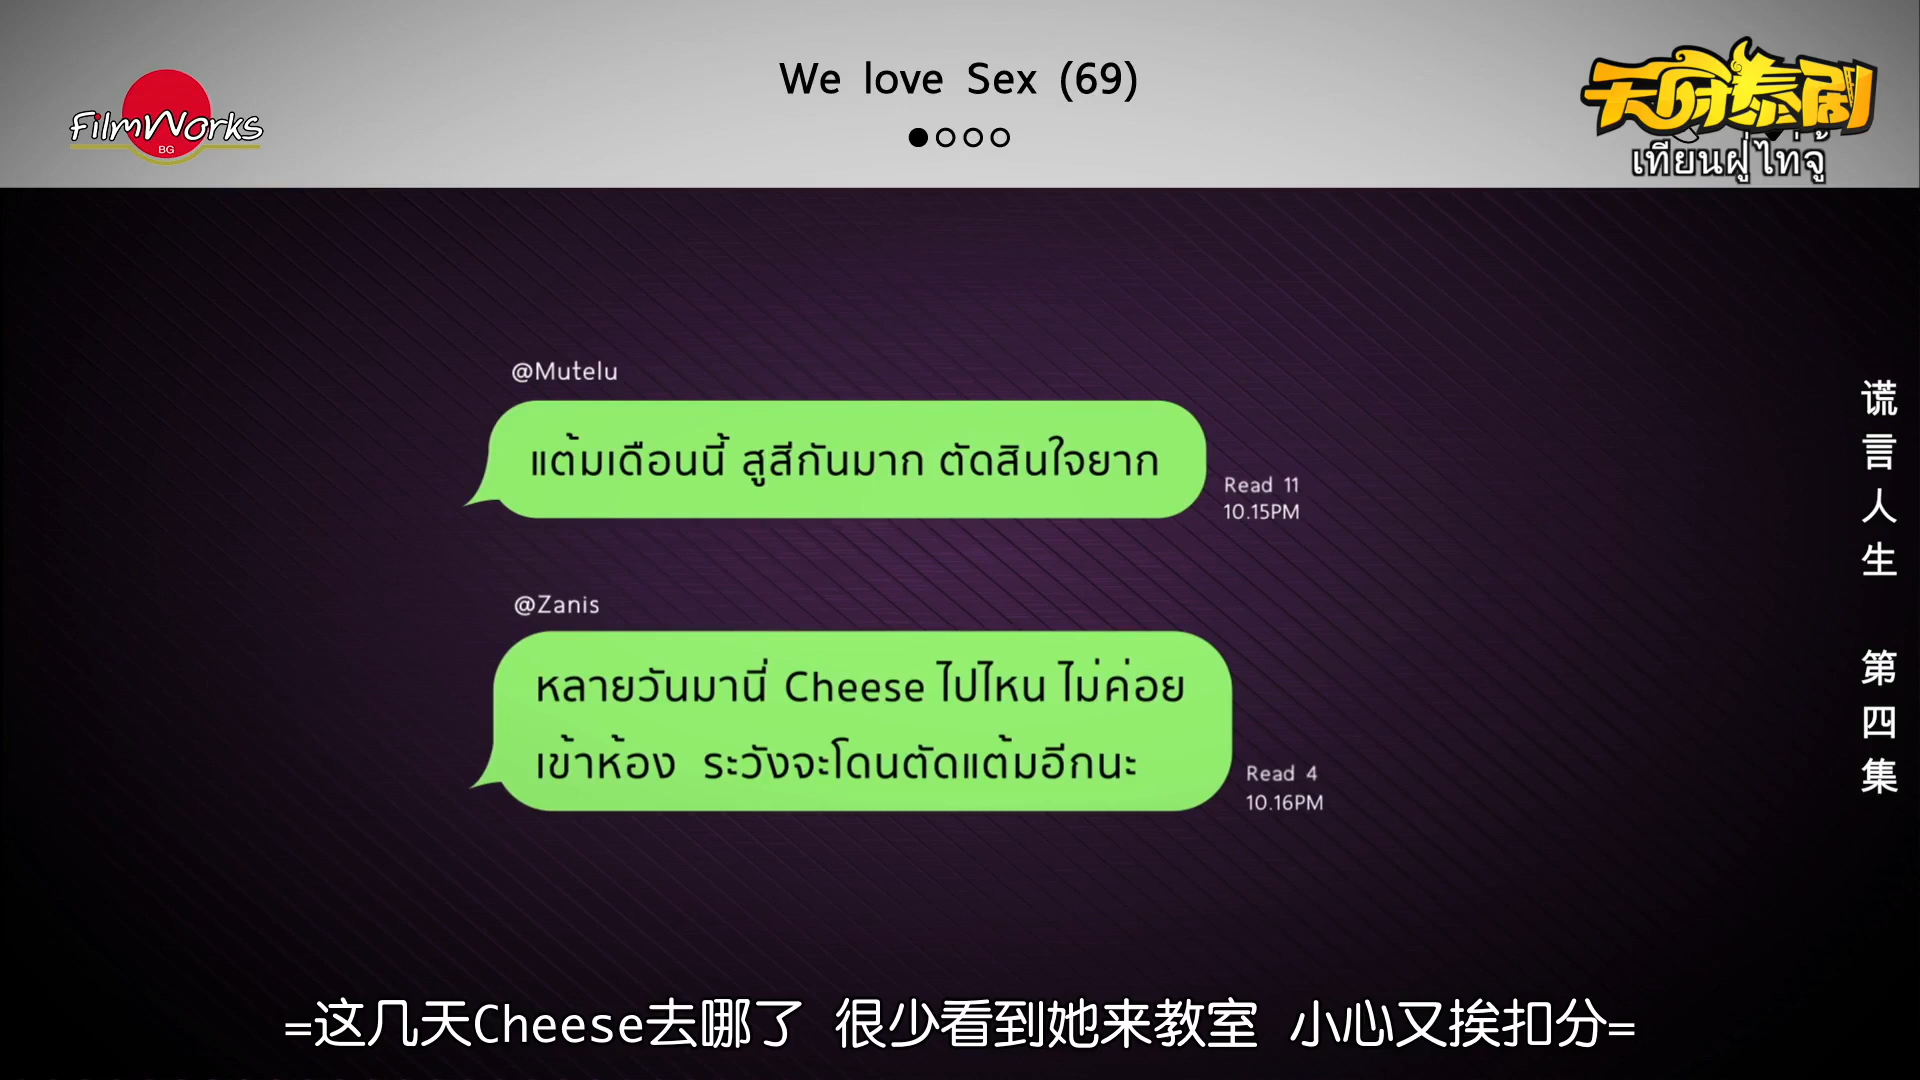 We love Sex (69)
FilmWorks
BG
天府泰剧
เทียนฝู่ ไท่จู้
@Mutelu
แต้มเดือนนี้ สูสีกันมาก ตัดสินใจยาก
Read 11
10.15PM
@Zanis
หลายวันมานี่ Cheese ไปไหน ไม่ค่อย
เข้าห้อง ระวังจะโดนตัดแต้มอีกนะ
Read 4
10.16PM
谎言人生 第四集
=这几天Cheese去哪了 很少看到她来教室 小心又挨扣分=